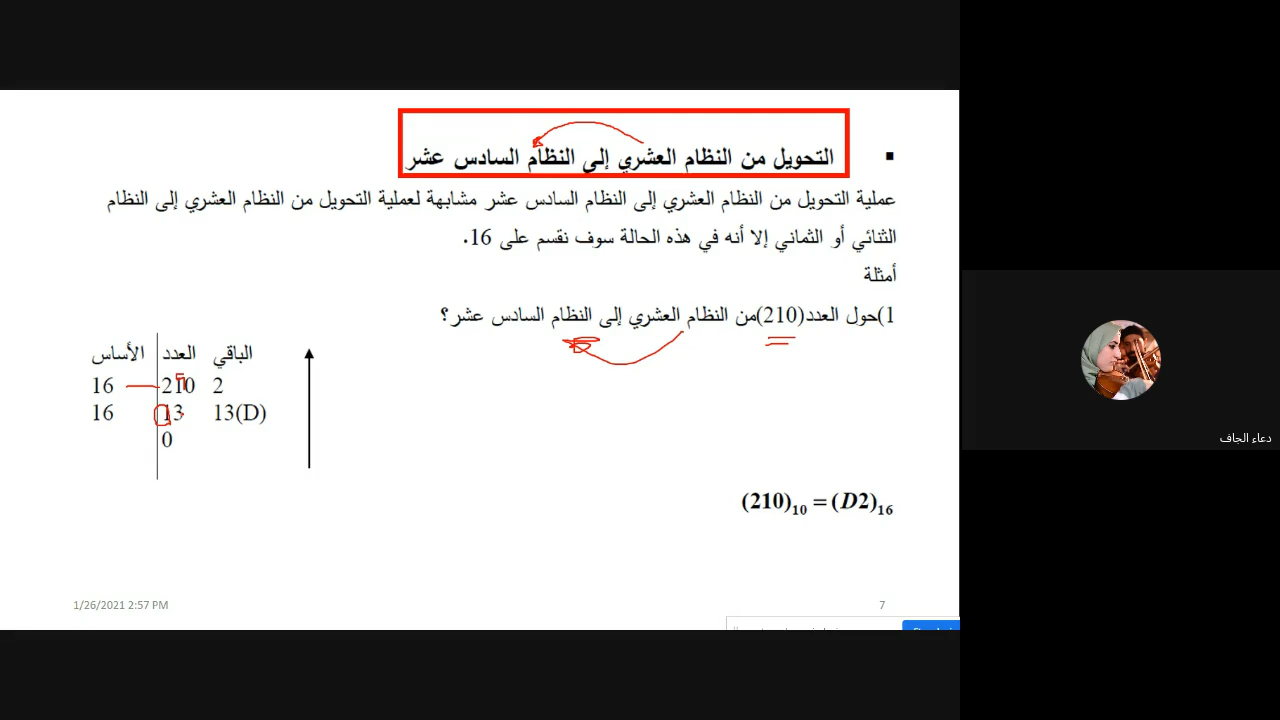 التحويل من النظام العشري إلى النظام السادس عشر
عملية التحويل من النظام العشري إلى النظام السادس عشر مشابهة لعملية التحويل من النظام العشري إلى النظام
الثنائي أو الثماني إلا أنه في هذه الحالة سوف نقسم على 16.
أمثلة
1)حول العدد(210)من النظام العشري إلى النظام السادس عشر؟
الأساس العدد الباقي
16 210 2
16 13 13(D)
0
(210)10 = (D2)16
1/26/2021 2:57 PM
7
دعاء الجاف